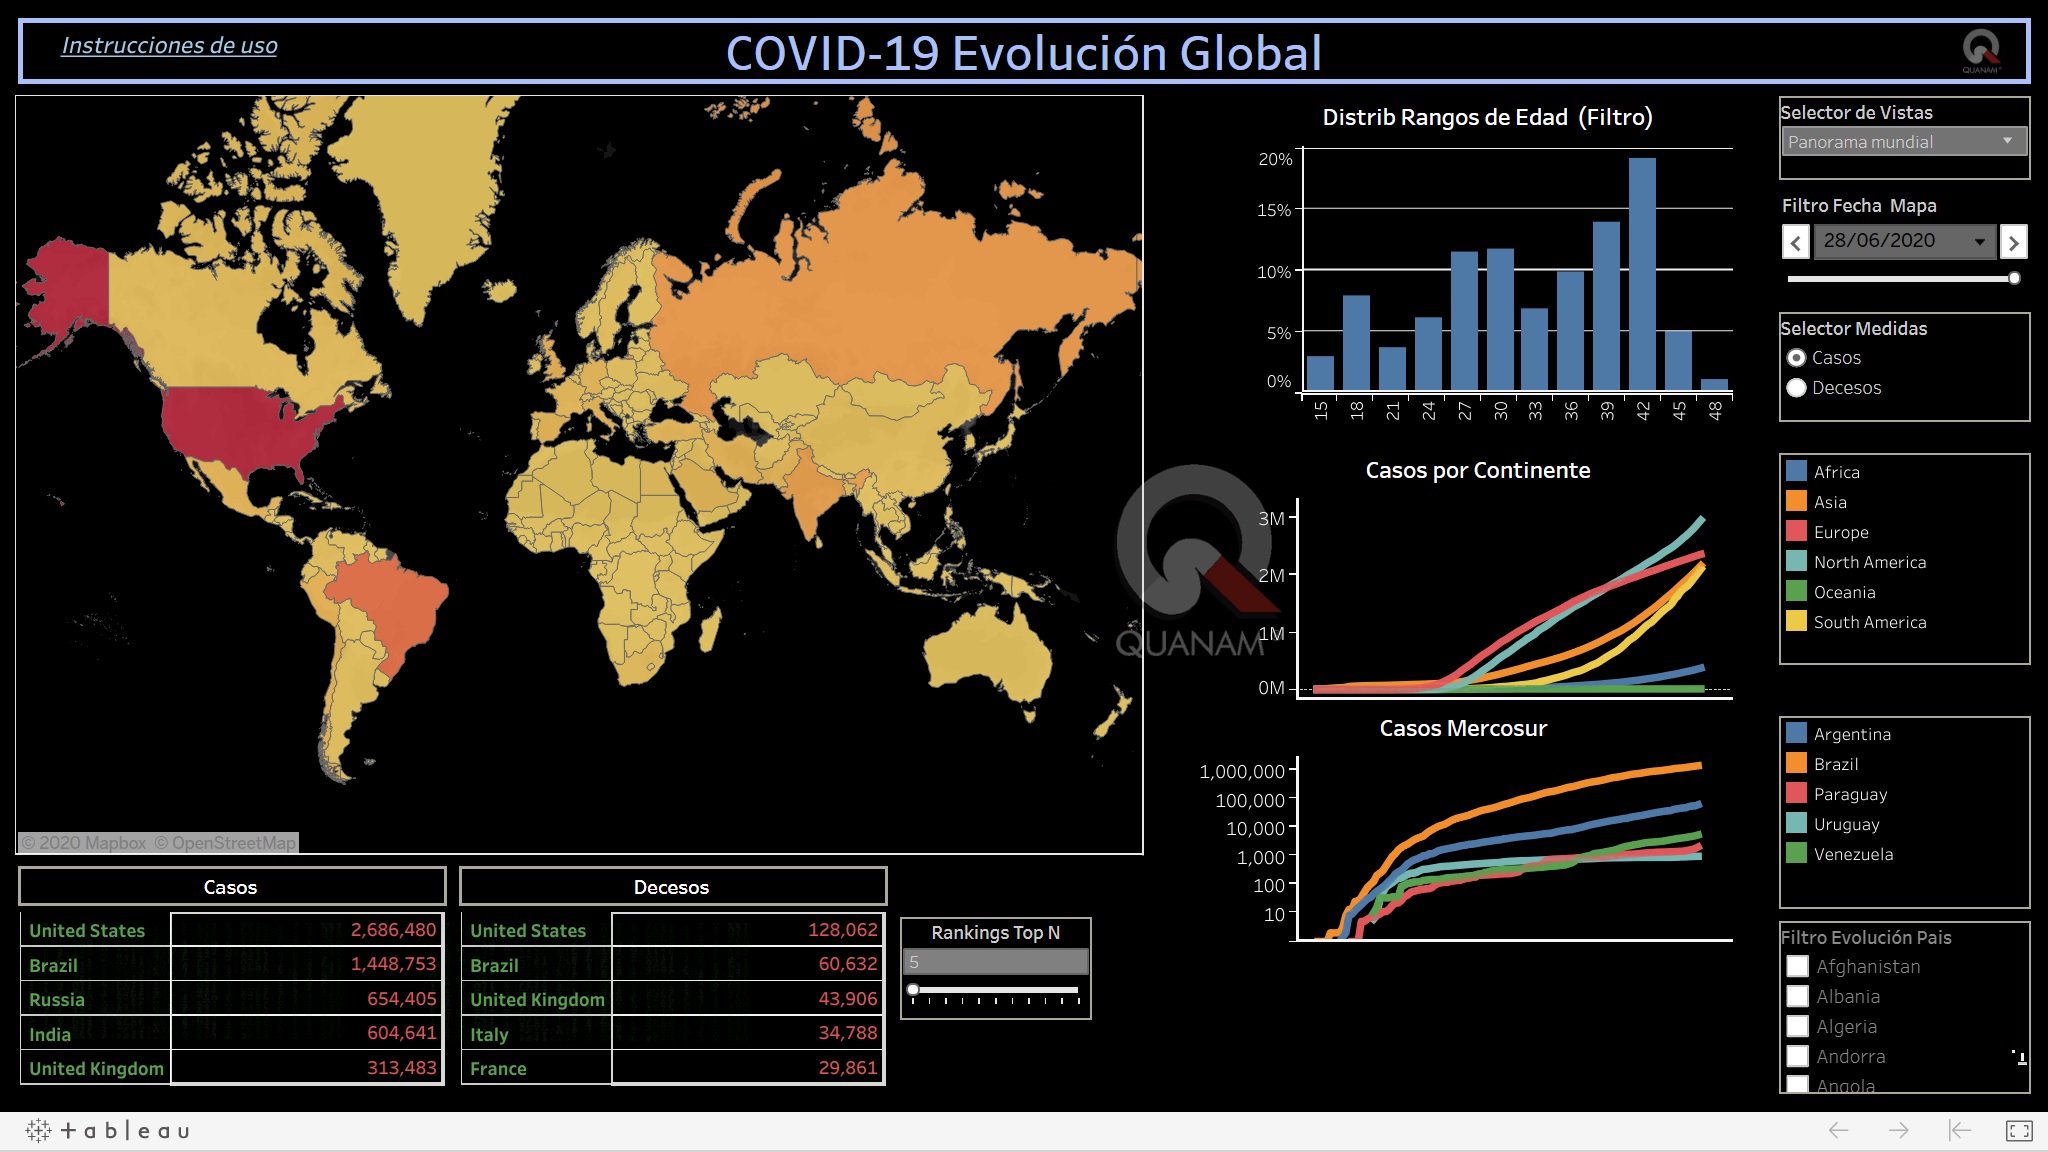 Instrucciones de uso
COVID-19 Evolución Global
QUANAM
© 2020 Mapbox © OpenStreetMap
Distrib Rangos de Edad (Filtro)
20%
15%
10%
5%
0%
15 18 21 24 27 30 33 36 39 42 45 48
Casos por Continente
3M
2M
1M
0M
QUANAM
Casos Mercosur
1,000,000
100,000
10,000
1,000
100
10
Selector de Vistas
Panorama mundial
Filtro Fecha Mapa
28/06/2020
Selector Medidas
Casos
Decesos
Africa
Asia
Europe
North America
Oceania
South America
Argentina
Brazil
Paraguay
Uruguay
Venezuela
Filtro Evolución Pais
Afghanistan
Albania
Algeria
Andorra
Angola
Casos
United States 2,686,480
Brazil 1,448,753
Russia 654,405
India 604,641
United Kingdom 313,483
Decesos
United States 128,062
Brazil 60,632
United Kingdom 43,906
Italy 34,788
France 29,861
Rankings Top N
5
+ableau